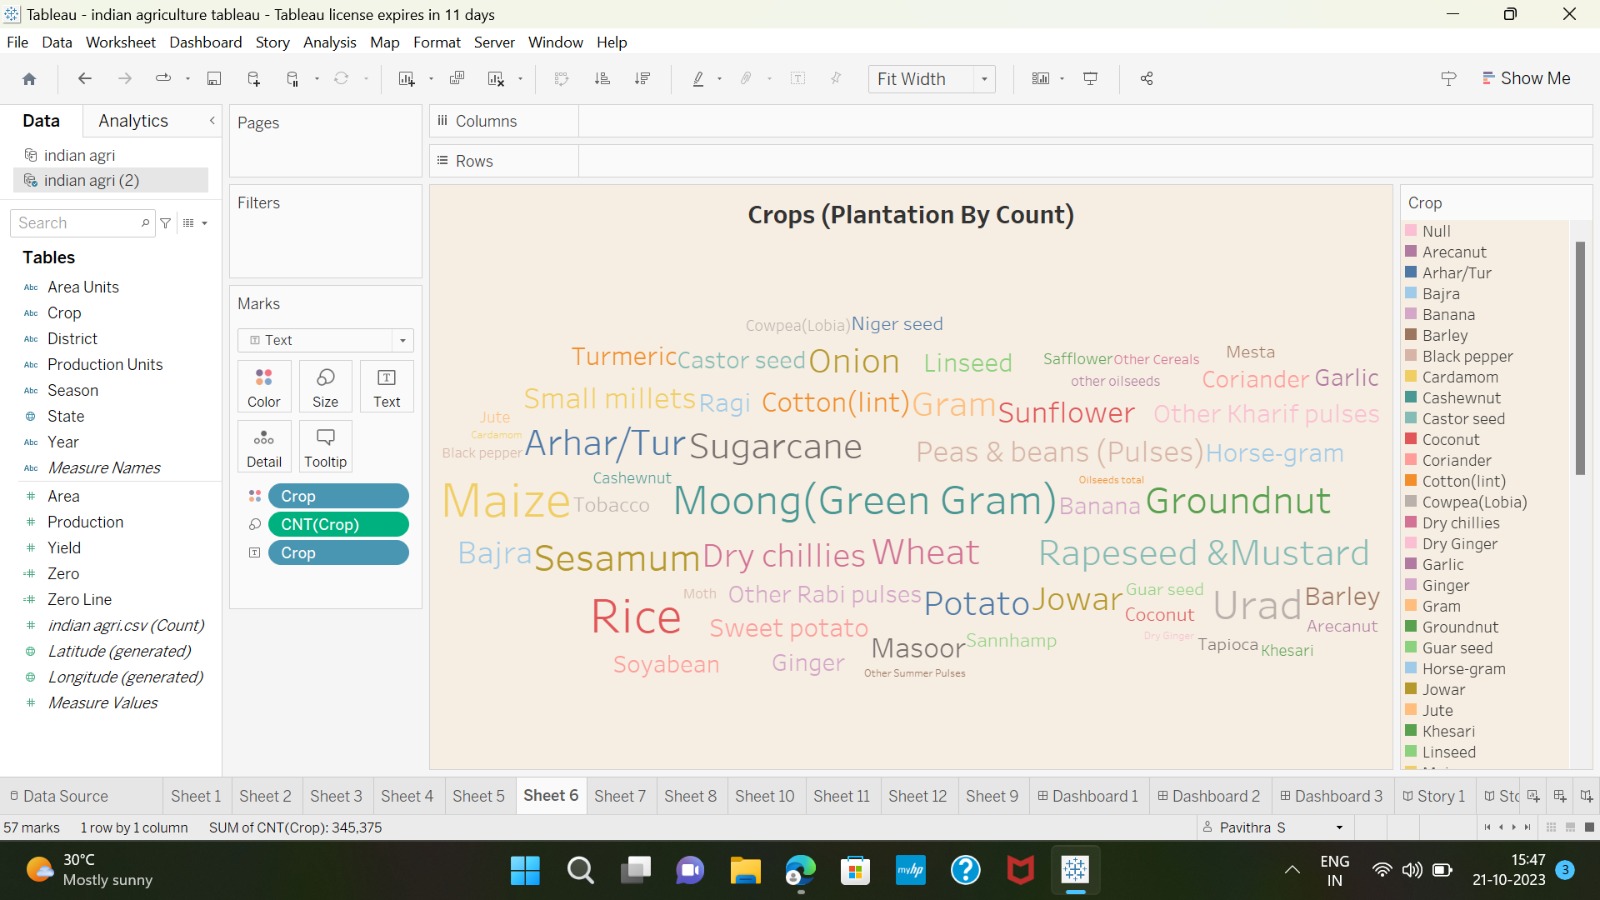 Tableau - indian agriculture tableau - Tableau license expires in 11 days
File Data Worksheet Dashboard Story Analysis Map Format Server Window Help
Fit Width
Show Me
Data Analytics
indian agri
indian agri (2)
Search
Tables
Abc Area Units
Abc Crop
Abc District
Abc Production Units
Abc Season
State
Abc Year
Abc Measure Names
# Area
# Production
# Yield
=# Zero
=# Zero Line
# indian agri.csv (Count)
Latitude (generated)
Longitude (generated)
# Measure Values
Pages
Filters
Marks
Text
Color Size Text
Detail Tooltip
Crop
CNT(Crop)
Crop
Columns
Rows
Crops (Plantation By Count)
Cowpea(Lobia) Niger seed
Turmeric Castor seed Onion Linseed Safflower Other Cereals Mesta
other oilseeds Coriander Garlic
Small millets Ragi Cotton(lint) Gram Sunflower Other Kharif pulses
Jute
Cardamom
Black pepper Arhar/Tur Sugarcane Peas & beans (Pulses) Horse-gram
Cashewnut Oilseeds total
Maize Tobacco Moong(Green Gram) Banana Groundnut
Bajra Sesamum Dry chillies Wheat Rapeseed &Mustard
Moth Other Rabi pulses Potato Jowar Guar seed Urad Barley
Rice Sweet potato Coconut Arecanut
Masoor Sannhamp Dry Ginger Tapioca Khesari
Soyabean Ginger Other Summer Pulses
Crop
Null
Arecanut
Arhar/Tur
Bajra
Banana
Barley
Black pepper
Cardamom
Cashewnut
Castor seed
Coconut
Coriander
Cotton(lint)
Cowpea(Lobia)
Dry chillies
Dry Ginger
Garlic
Ginger
Gram
Groundnut
Guar seed
Horse-gram
Jowar
Jute
Khesari
Linseed
Data Source Sheet 1 Sheet 2 Sheet 3 Sheet 4 Sheet 5 Sheet 6 Sheet 7 Sheet 8 Sheet 10 Sheet 11 Sheet 12 Sheet 9 Dashboard 1 Dashboard 2 Dashboard 3 Story 1 Stc
57 marks 1 row by 1 column SUM of CNT(Crop): 345,375 Pavithra S
30°C
Mostly sunny
myhp
ENG
IN
15:47
21-10-2023
3